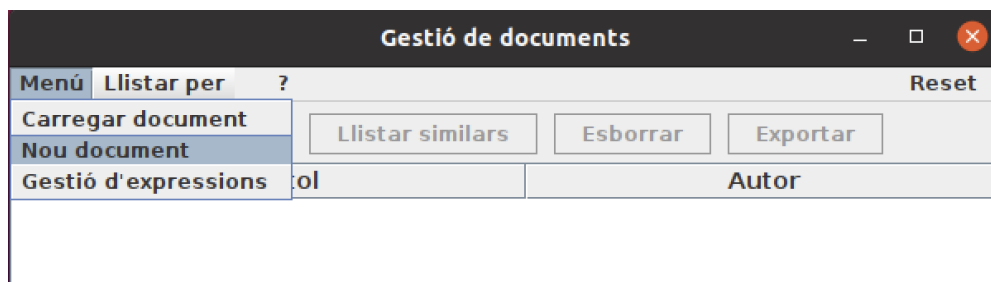 Gestió de documents
Menú Llistar per ? Reset
Carregar document
Llistar similars Esborrar Exportar
Nou document
Gestió d'expressions tol Autor